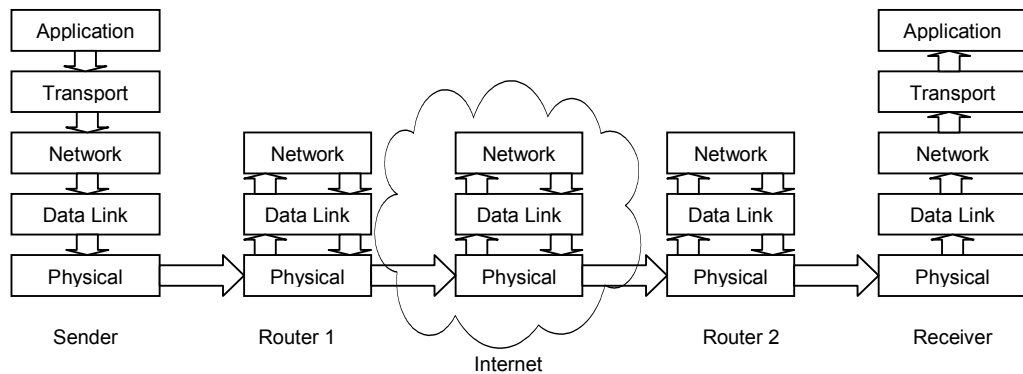 Application
Application
Transport
Transport
Network
Network
Network
Network
Network
Data Link
Data Link
Data Link
Data Link
Data Link
Physical
Physical
Physical
Physical
Physical
Sender
Router 1
Router 2
Receiver
Internet